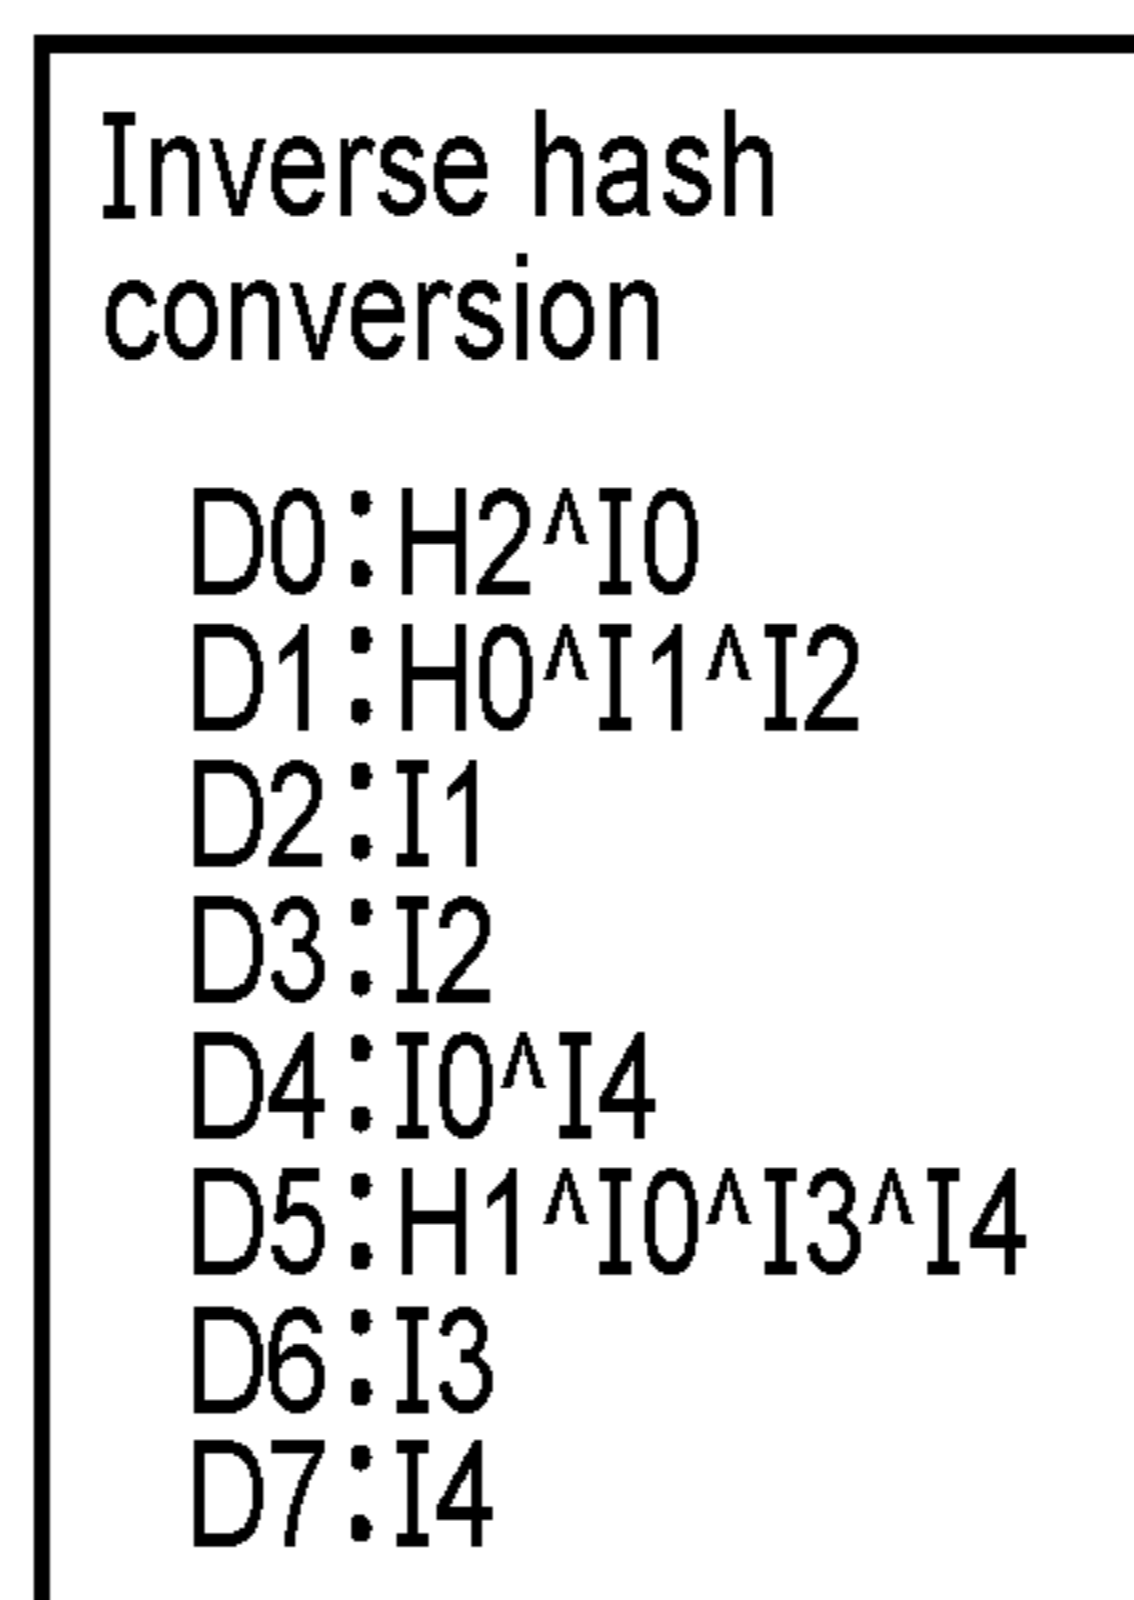 Inverse hash
conversion
D0:H2^I0
D1:H0^I1^I2
D2:I1
D3:I2
D4:I0^I4
D5:H1^I0^I3^I4
D6:I3
D7:I4